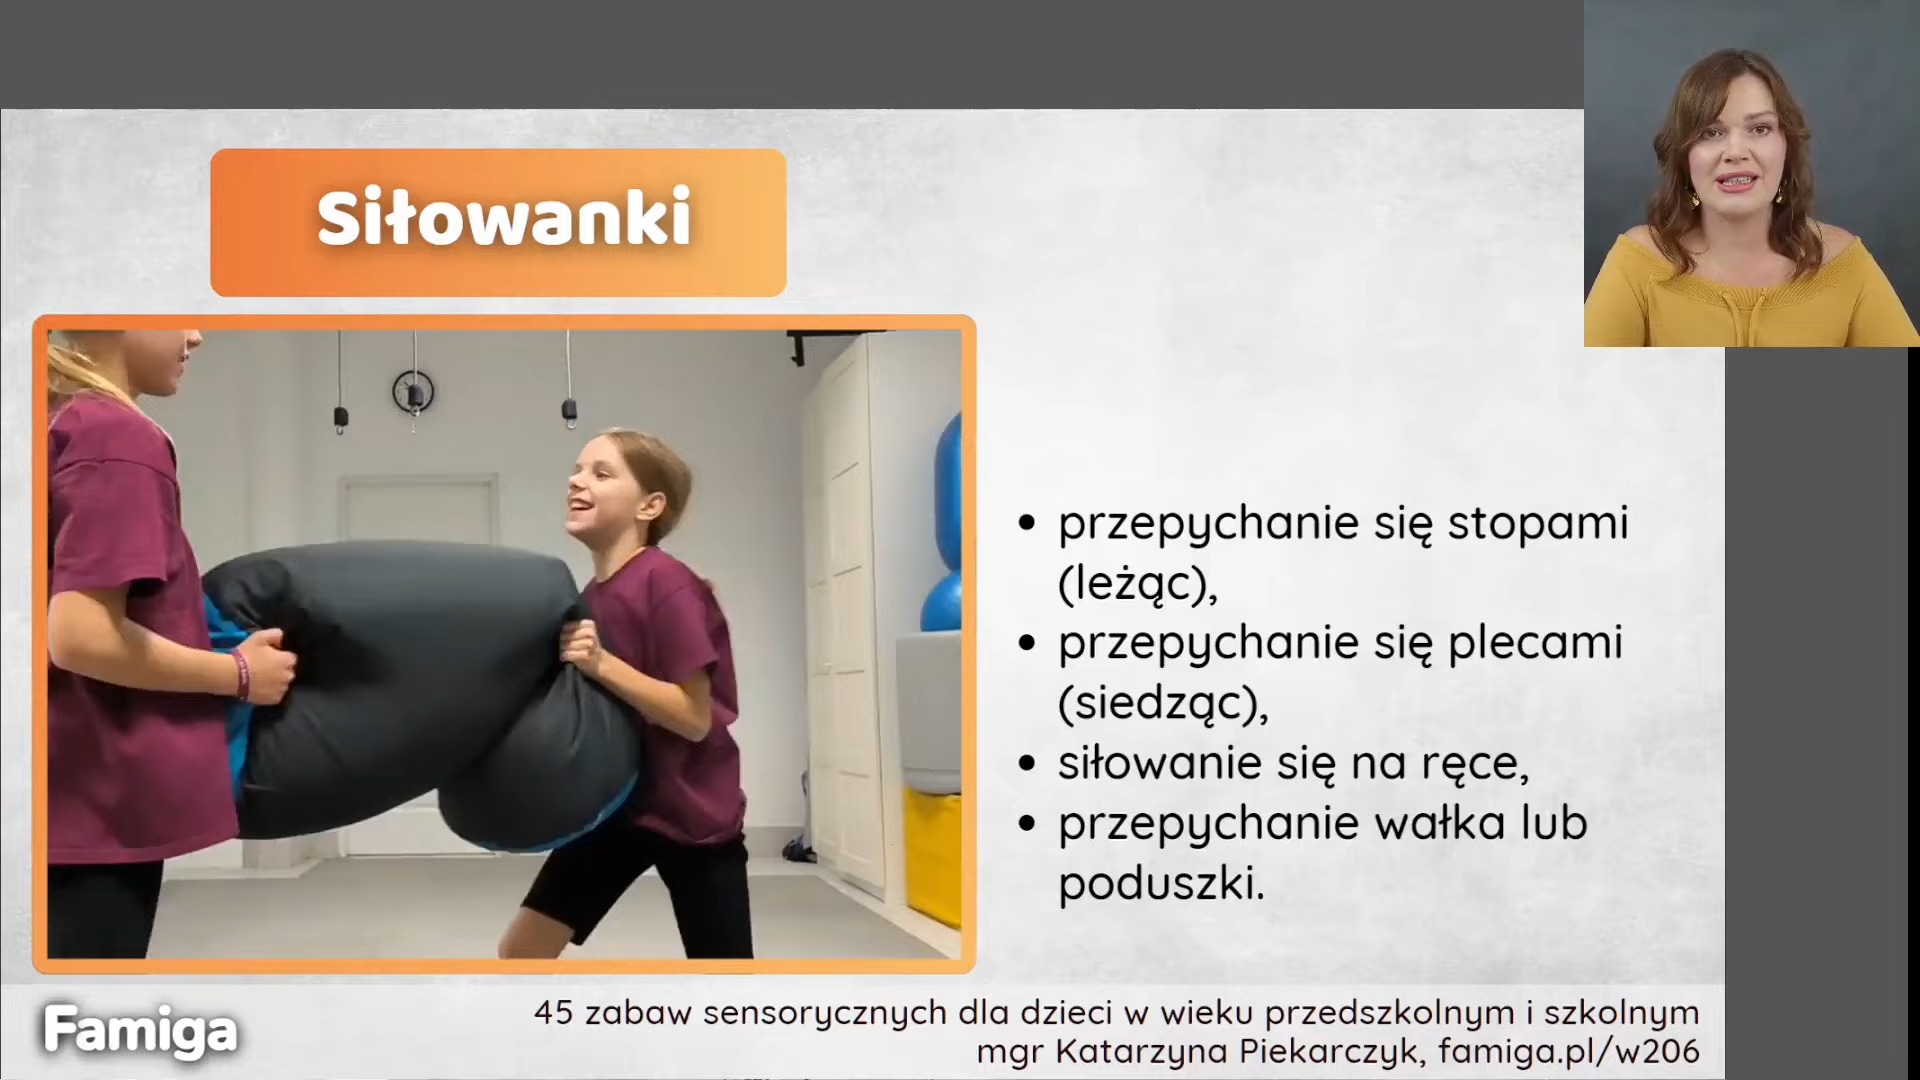 Siłowanki
• przepychanie się stopami
(leżąc),
• przepychanie się plecami
(siedząc),
• siłowanie się na ręce,
• przepychanie wałka lub
poduszki.
Famiga
45 zabaw sensorycznych dla dzieci w wieku przedszkolnym i szkolnym
mgr Katarzyna Piekarczyk, famiga.pl/w206